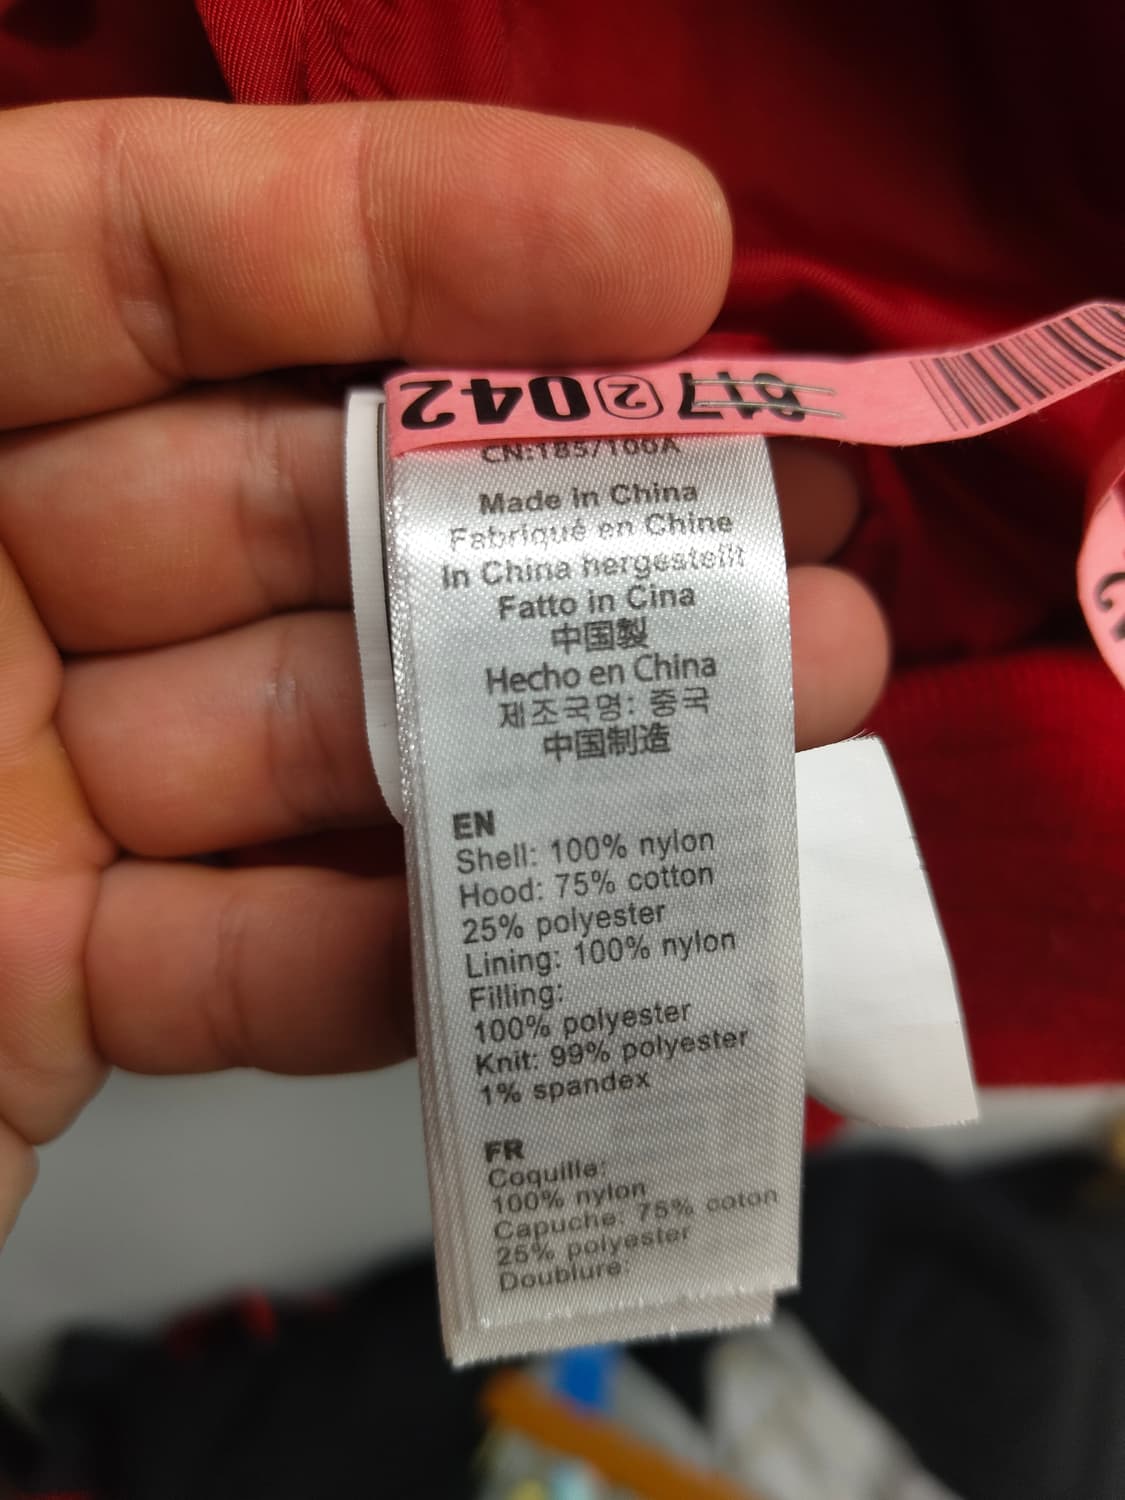 617 2 042
CN:185/100A
Made in China
Fabriqué en Chine
In China hergestellt
Fatto in Cina
中国製
Hecho en China
제조국명: 중국
中国制造
EN
Shell: 100% nylon
Hood: 75% cotton
25% polyester
Lining: 100% nylon
Filling:
100% polyester
Knit: 99% polyester
1% spandex
FR
Coquille:
100% nylon
Capuche: 75% coton
25% polyester
Doublure: